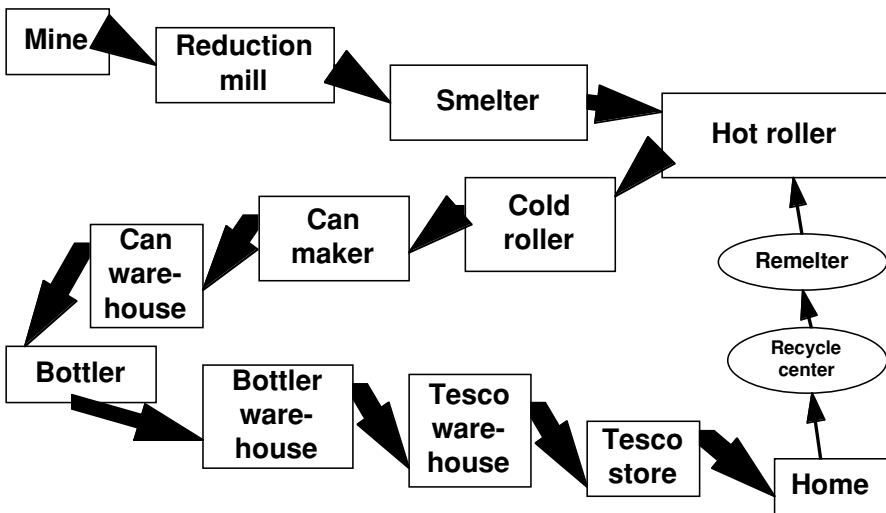 Mine
Reduction
mill
Smelter
Hot roller
Cold
roller
Can
maker
Can
ware-
house
Remelter
Recycle
center
Bottler
Bottler
ware-
house
Tesco
ware-
house
Tesco
store
Home